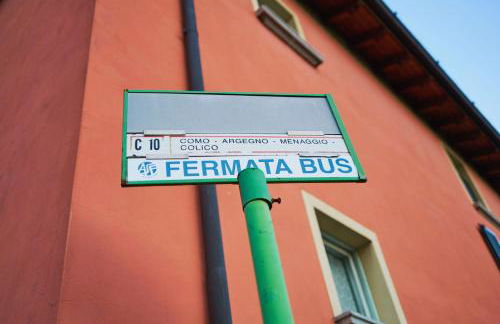 C 10 COMO - ARGEGNO - MENAGGIO -
COLICO
FERMATA BUS